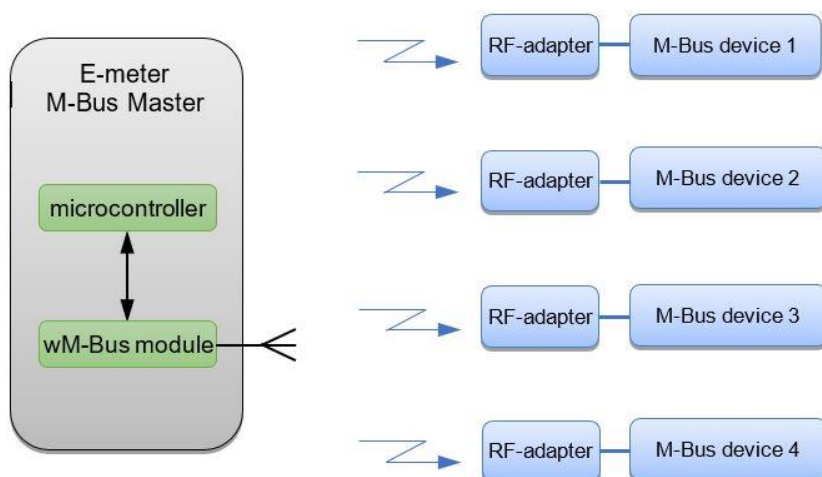 E-meter
M-Bus Master
microcontroller
wM-Bus module
RF-adapter
M-Bus device 1
RF-adapter
M-Bus device 2
RF-adapter
M-Bus device 3
RF-adapter
M-Bus device 4